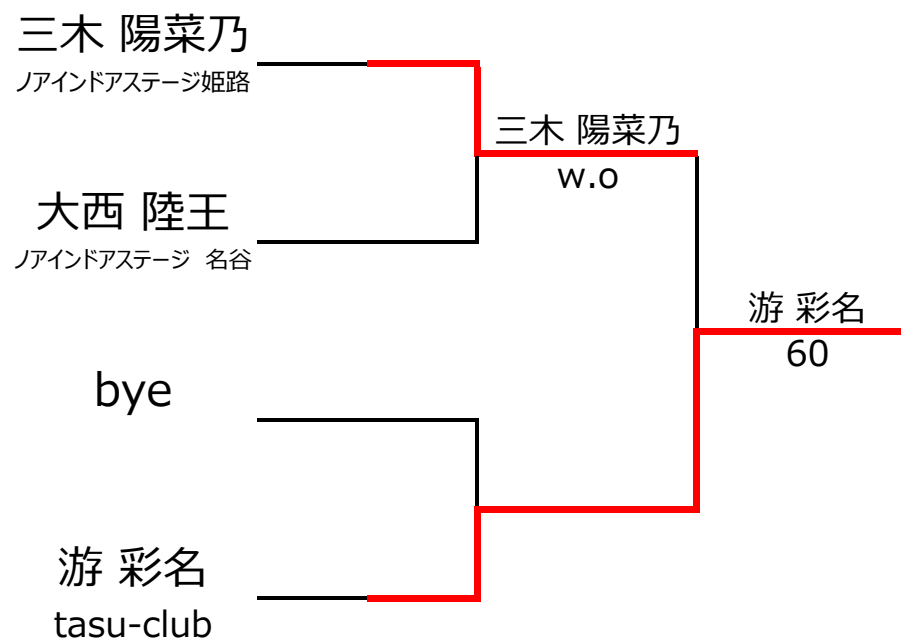 三木 陽菜乃
ノアインドアステージ姫路
三木 陽菜乃
w.o
大西 陸王
ノアインドアステージ 名谷
游 彩名
60
bye
游 彩名
tasu-club